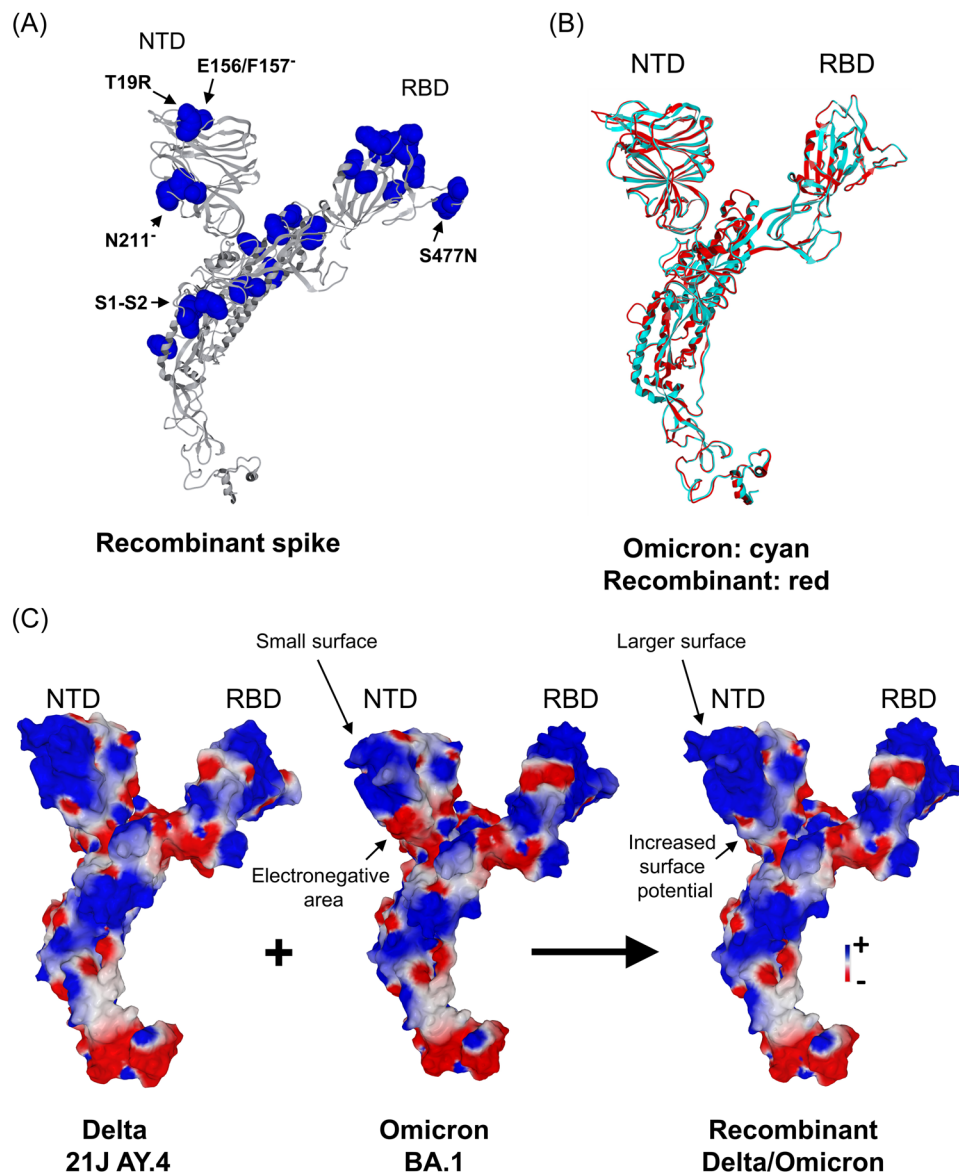 (A)
NTD
E156/F157-
T19R
RBD
N211-
S477N
S1-S2
Recombinant spike
(B)
NTD
RBD
Omicron: cyan
Recombinant: red
(C)
Small surface
Larger surface
NTD
RBD
NTD
RBD
NTD
RBD
Electronegative
area
Increased
surface
potential
+
+
-
Delta
21J AY.4
Omicron
BA.1
Recombinant
Delta/Omicron